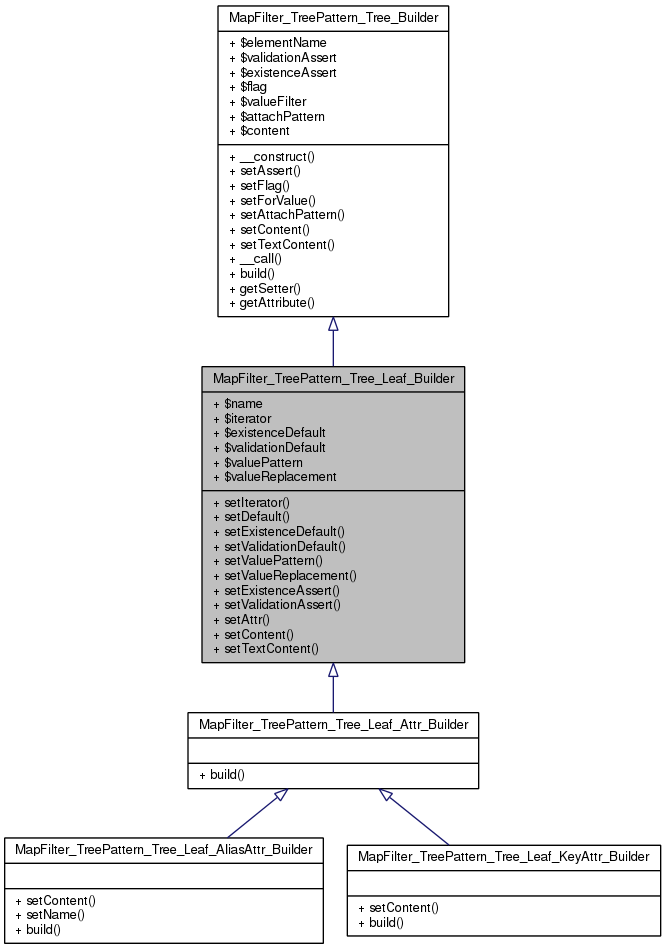 MapFilter_TreePattern_Tree_Builder
+ $elementName
+ $validationAssert
+ $existenceAssert
+ $flag
+ $valueFilter
+ $attachPattern
+ $content
+ __construct()
+ setAssert()
+ setFlag()
+ setForValue()
+ setAttachPattern()
+ setContent()
+ setTextContent()
+ __call()
+ build()
+ getSetter()
+ getAttribute()
MapFilter_TreePattern_Tree_Leaf_Builder
+ $name
+ $iterator
+ $existenceDefault
+ $validationDefault
+ $valuePattern
+ $valueReplacement
+ setIterator()
+ setDefault()
+ setExistenceDefault()
+ setValidationDefault()
+ setValuePattern()
+ setValueReplacement()
+ setExistenceAssert()
+ setValidationAssert()
+ setAttr()
+ setContent()
+ setTextContent()
MapFilter_TreePattern_Tree_Leaf_Attr_Builder
+ build()
MapFilter_TreePattern_Tree_Leaf_AliasAttr_Builder
+ setContent()
+ setName()
+ build()
MapFilter_TreePattern_Tree_Leaf_KeyAttr_Builder
+ setContent()
+ build()